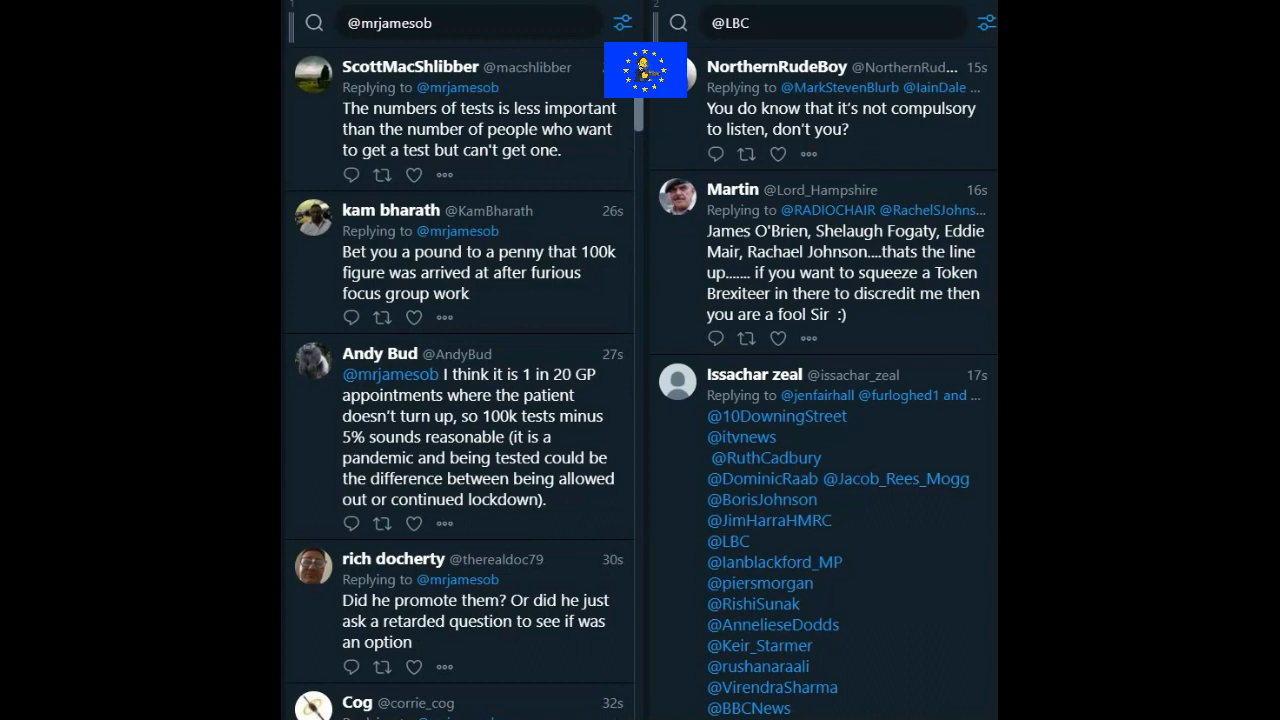 1
@mrjamesob
ScottMacShlibber @macshlibber
Replying to @mrjamesob
The numbers of tests is less important
than the number of people who want
to get a test but can't get one.
kam bharath @KamBharath 26s
Replying to @mrjamesob
Bet you a pound to a penny that 100k
figure was arrived at after furious
focus group work
Andy Bud @AndyBud 27s
@mrjamesob I think it is 1 in 20 GP
appointments where the patient
doesn't turn up, so 100k tests minus
5% sounds reasonable (it is a
pandemic and being tested could be
the difference between being allowed
out or continued lockdown).
rich docherty @therealdoc79 30s
Replying to @mrjamesob
Did he promote them? Or did he just
ask a retarded question to see if was
an option
Cog @corrie_cog 32s
2
@LBC
NorthernRudeBoy @NorthernRud... 15s
Replying to @MarkStevenBlurb @IainDale ...
You do know that it's not compulsory
to listen, don't you?
Martin @Lord_Hampshire 16s
Replying to @RADIOCHAIR @RachelSJohns...
James O'Brien, Shelaugh Fogaty, Eddie
Mair, Rachael Johnson....thats the line
up....... if you want to squeeze a Token
Brexiteer in there to discredit me then
you are a fool Sir :)
Issachar zeal @issachar_zeal 17s
Replying to @jenfairhall @furloghed1 and ...
@10DowningStreet
@itvnews
@RuthCadbury
@DominicRaab @Jacob_Rees_Mogg
@BorisJohnson
@JimHarraHMRC
@LBC
@Ianblackford_MP
@piersmorgan
@RishiSunak
@AnnelieseDodds
@Keir_Starmer
@rushanaraali
@VirendraSharma
@BBCNews